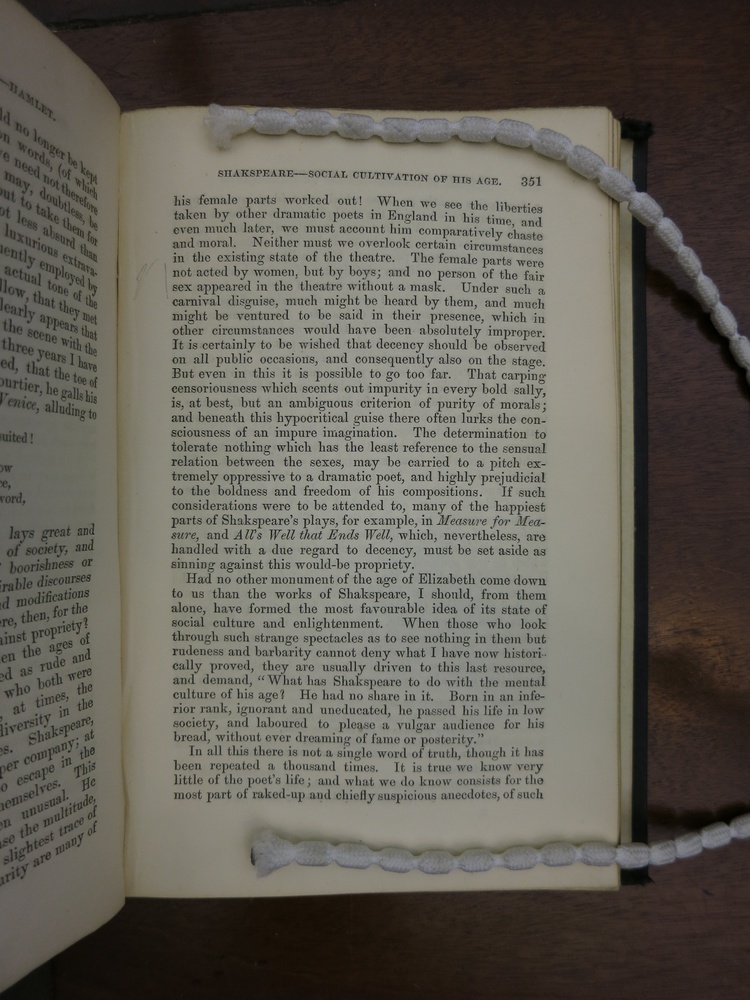 —HAMLET.
ld no longer be kept
on words, (of which
e need not therefore
may, doubtless, be
out to take them for
ot less absurd than
luxurious extrava-
uently employed by
actual tone of the
llow, that they met
learly appears that
the scene with the
three years I have
ed, that the toe of
ourtier, he galls his
Venice, alluding to
uited!
ow
ce,
word,
lays great and
of society, and
boorishness or
irable discourses
d modifications
re, then, for the
ainst propriety?
en the ages of
ed as rude and
who both were
at times, the
diversity in the
es. Shakspeare,
per company; at
o escape in the
hemselves. This
en unusual. He
ase the multitude,
slightest trace of
urity are many of
SHAKSPEARE—SOCIAL CULTIVATION OF HIS AGE. 351
his female parts worked out! When we see the liberties
taken by other dramatic poets in England in his time, and
even much later, we must account him comparatively chaste
and moral. Neither must we overlook certain circumstances
in the existing state of the theatre. The female parts were
not acted by women, but by boys; and no person of the fair
sex appeared in the theatre without a mask. Under such a
carnival disguise, much might be heard by them, and much
might be ventured to be said in their presence, which in
other circumstances would have been absolutely improper.
It is certainly to be wished that decency should be observed
on all public occasions, and consequently also on the stage.
But even in this it is possible to go too far. That carping
censoriousness which scents out impurity in every bold sally,
is, at best, but an ambiguous criterion of purity of morals;
and beneath this hypocritical guise there often lurks the con-
sciousness of an impure imagination. The determination to
tolerate nothing which has the least reference to the sensual
relation between the sexes, may be carried to a pitch ex-
tremely oppressive to a dramatic poet, and highly prejudicial
to the boldness and freedom of his compositions. If such
considerations were to be attended to, many of the happiest
parts of Shakspeare's plays, for example, in Measure for Mea-
sure, and All's Well that Ends Well, which, nevertheless, are
handled with a due regard to decency, must be set aside as
sinning against this would-be propriety.
Had no other monument of the age of Elizabeth come down
to us than the works of Shakspeare, I should, from them
alone, have formed the most favourable idea of its state of
social culture and enlightenment. When those who look
through such strange spectacles as to see nothing in them but
rudeness and barbarity cannot deny what I have now histori-
cally proved, they are usually driven to this last resource,
and demand, "What has Shakspeare to do with the mental
culture of his age? He had no share in it. Born in an infe-
rior rank, ignorant and uneducated, he passed his life in low
society, and laboured to please a vulgar audience for his
bread, without ever dreaming of fame or posterity."
In all this there is not a single word of truth, though it has
been repeated a thousand times. It is true we know very
little of the poet's life; and what we do know consists for the
most part of raked-up and chiefly suspicious anecdotes, of such